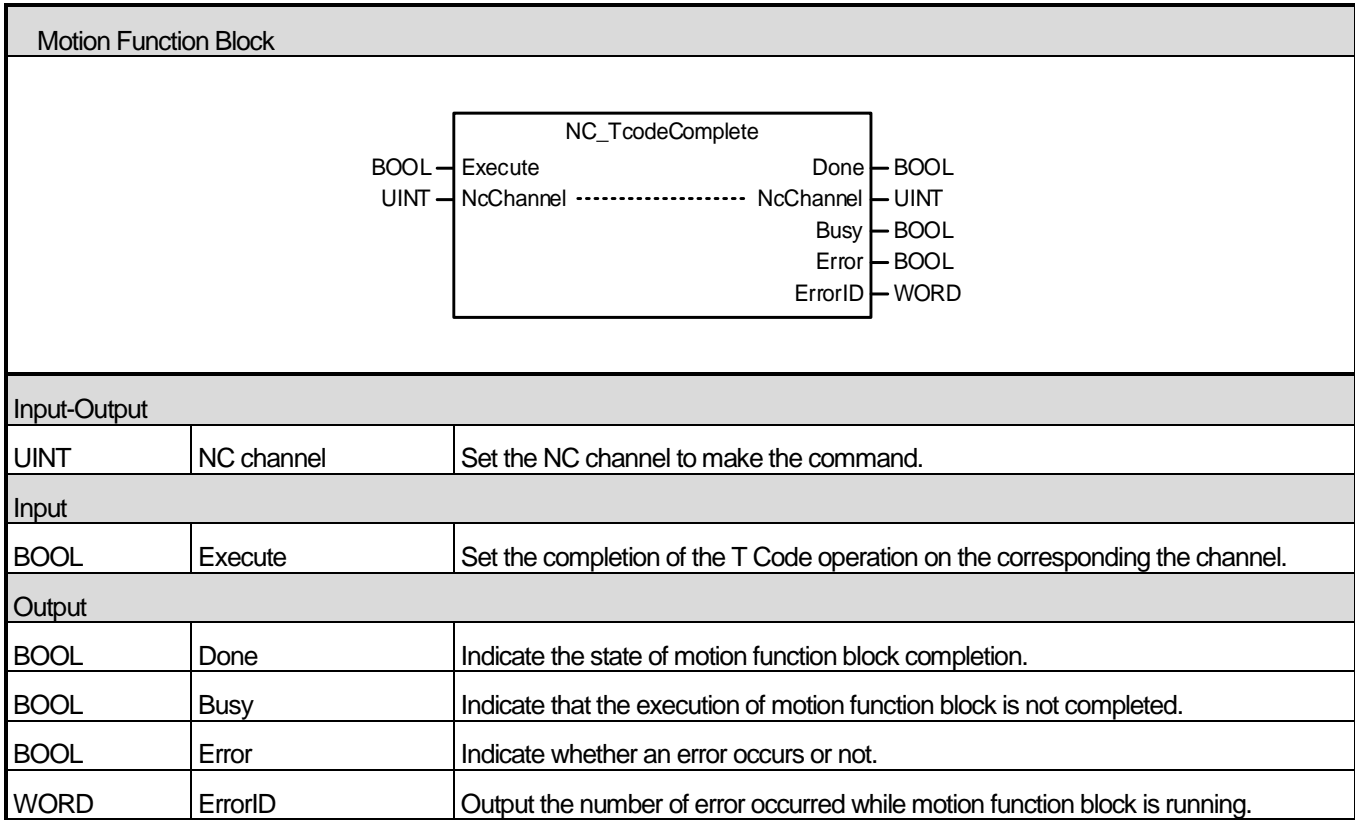 Motion Function Block
NC_TcodeComplete
BOOL Execute Done BOOL
UINT NcChannel NcChannel UINT
Busy BOOL
Error BOOL
ErrorID WORD
Input-Output
UINT NC channel Set the NC channel to make the command.
Input
BOOL Execute Set the completion of the T Code operation on the corresponding the channel.
Output
BOOL Done Indicate the state of motion function block completion.
BOOL Busy Indicate that the execution of motion function block is not completed.
BOOL Error Indicate whether an error occurs or not.
WORD ErrorID Output the number of error occurred while motion function block is running.